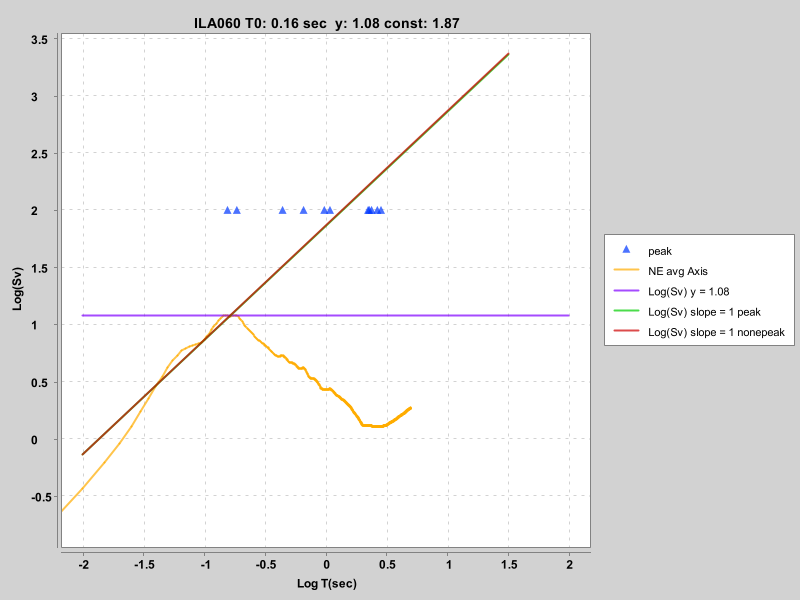 ILA060 T0: 0.16 sec  y: 1.08 const: 1.87
3.5
3
2.5
2
1.5
1
0.5
0
-0.5
Log(Sv)
-2 -1.5 -1 -0.5 0 0.5 1 1.5 2
Log T(sec)
peak
NE avg Axis
Log(Sv) y = 1.08
Log(Sv) slope = 1 peak
Log(Sv) slope = 1 nonepeak